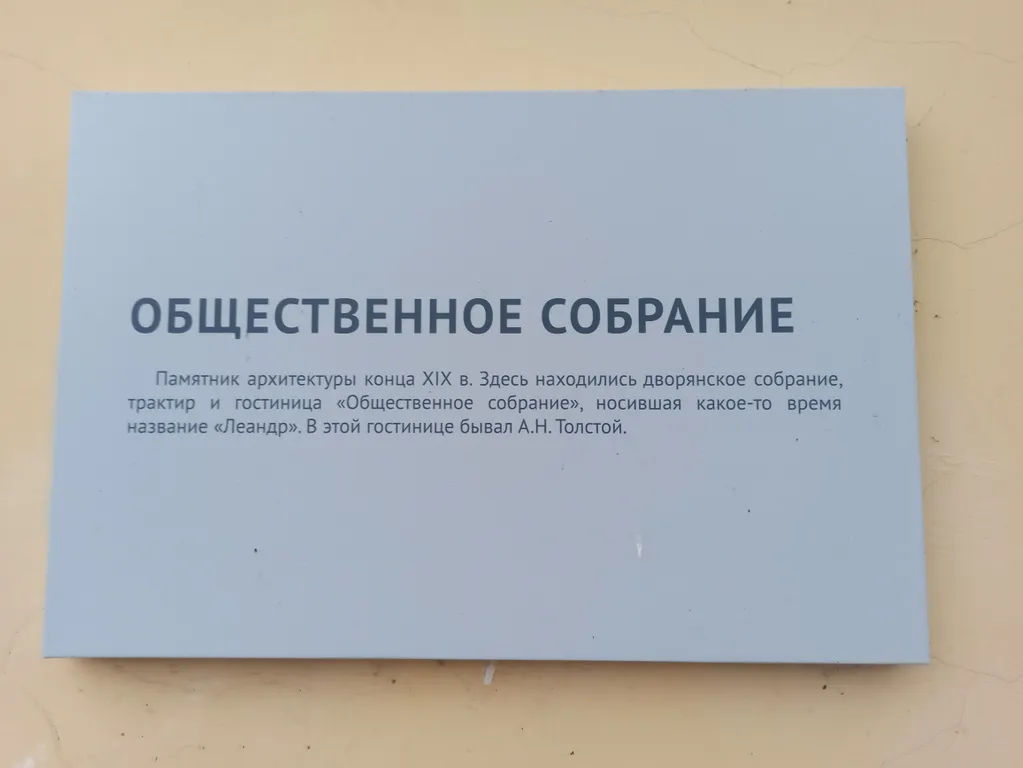 ОБЩЕСТВЕННОЕ СОБРАНИЕ
Памятник архитектуры конца XIX в. Здесь находились дворянское собрание,
трактир и гостиница «Общественное собрание», носившая какое-то время
название «Леандр». В этой гостинице бывал А.Н. Толстой.